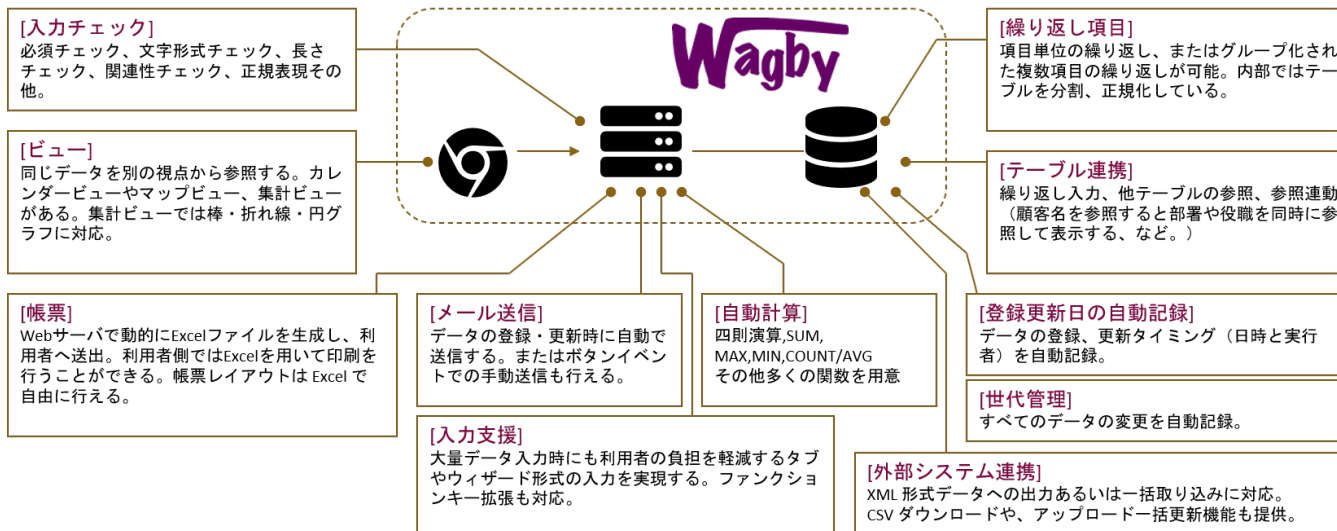 [入力チェック]
必須チェック、文字形式チェック、長さ
チェック、関連性チェック、正規表現その
他。
Wagby
[繰り返し項目]
項目単位の繰り返し、またはグループ化され
た複数項目の繰り返しが可能。内部ではテー
ブルを分割、正規化している。
[ビュー]
同じデータを別の視点から参照する。カレ
ンダービューやマップビュー、集計ビュー
がある。集計ビューでは棒・折れ線・円グ
ラフに対応。
[テーブル連携]
繰り返し入力、他テーブルの参照、参照連動
（顧客名を参照すると部署や役職を同時に参
照して表示する、など。）
[帳票]
Webサーバで動的にExcelファイルを生成し、利
用者へ送出。利用者側ではExcelを用いて印刷を
行うことができる。帳票レイアウトは Excel で
自由に行える。
[メール送信]
データの登録・更新時に自動で
送信する。またはボタンイベン
トでの手動送信も行える。
[自動計算]
四則演算,SUM,
MAX,MIN,COUNT/AVG
その他多くの関数を用意
[登録更新日の自動記録]
データの登録、更新タイミング（日時と実行
者）を自動記録。
[世代管理]
すべてのデータの変更を自動記録。
[入力支援]
大量データ入力時にも利用者の負担を軽減するタブ
やウィザード形式の入力を実現する。ファンクショ
ンキー拡張も対応。
[外部システム連携]
XML 形式データへの出力あるいは一括取り込みに対応。
CSV ダウンロードや、アップロード一括更新機能も提供。